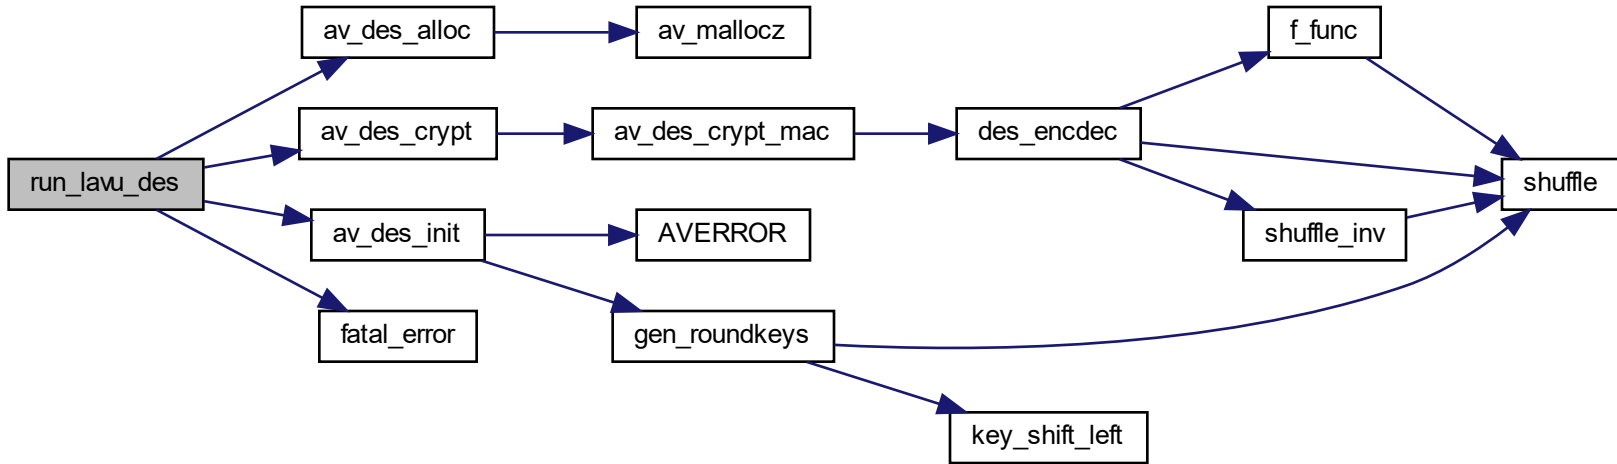 run_lavu_des
av_des_alloc
av_mallocz
av_des_crypt
av_des_crypt_mac
des_encdec
f_func
shuffle
shuffle_inv
av_des_init
AVERROR
gen_roundkeys
key_shift_left
fatal_error